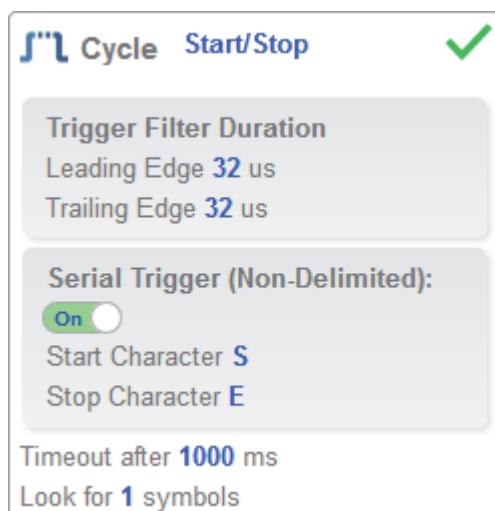 Cycle Start/Stop
Trigger Filter Duration
Leading Edge 32 us
Trailing Edge 32 us
Serial Trigger (Non-Delimited):
On
Start Character S
Stop Character E
Timeout after 1000 ms
Look for 1 symbols